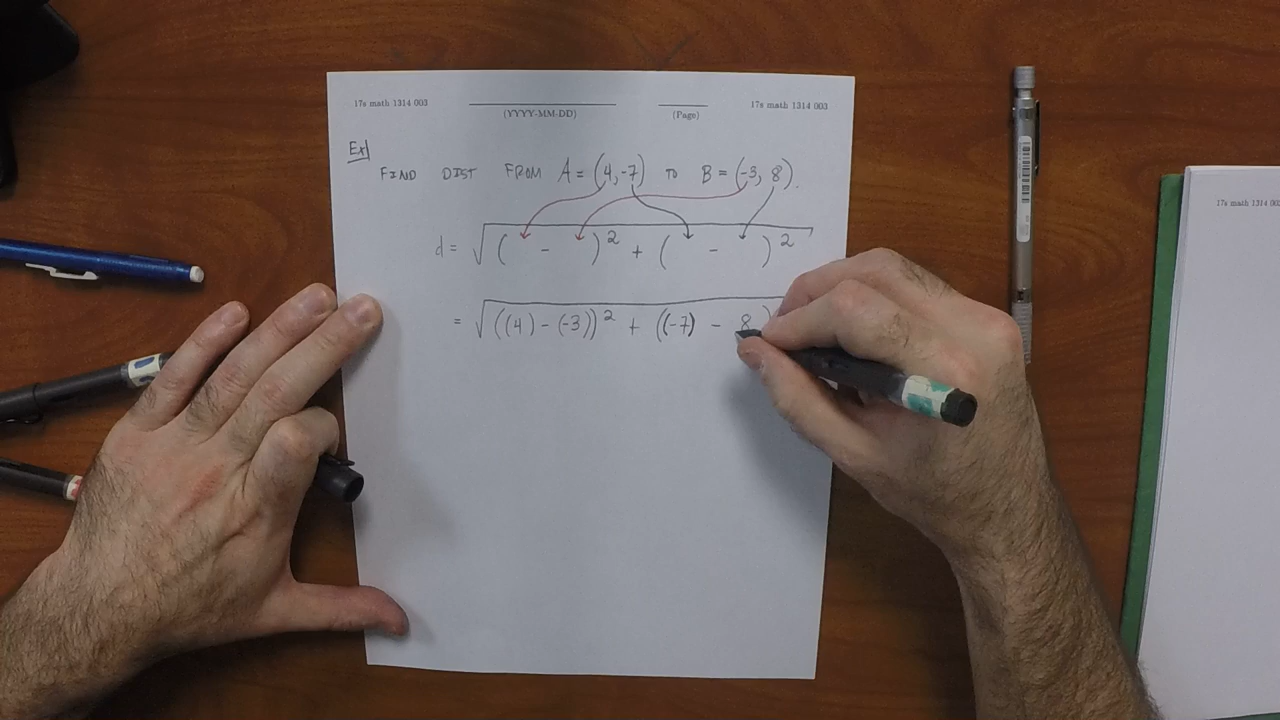 17s math 1314 003 (YYYY-MM-DD) (Page) 17s math 1314 003
Ex|
FIND DIST FROM A = (4,-7) TO B = (-3, 8).
d = √( - )² + ( - )²
= √((4) - (-3))² + ((-7) - 8)
17s math 1314 003